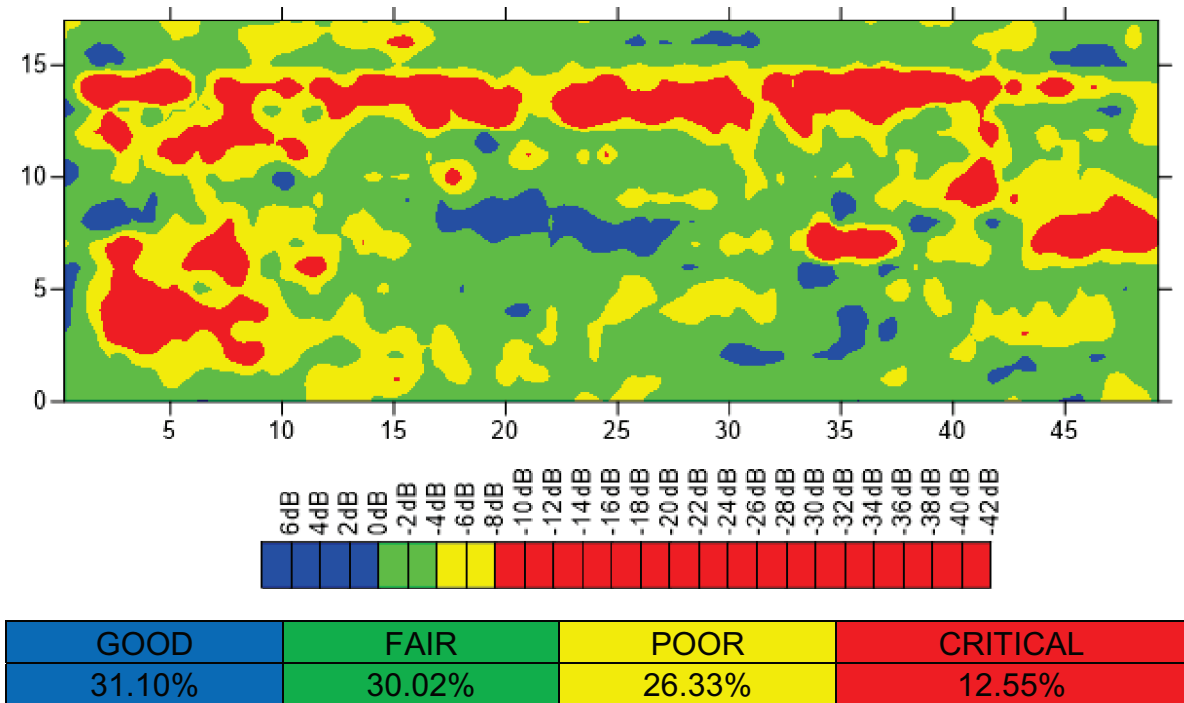 15
10
5
0
5 10 15 20 25 30 35 40 45
6dB 4dB 2dB 0dB -2dB -4dB -6dB -8dB -10dB -12dB -14dB -16dB -18dB -20dB -22dB -24dB -26dB -28dB -30dB -32dB -34dB -36dB -38dB -40dB -42dB
GOOD FAIR POOR CRITICAL
31.10% 30.02% 26.33% 12.55%